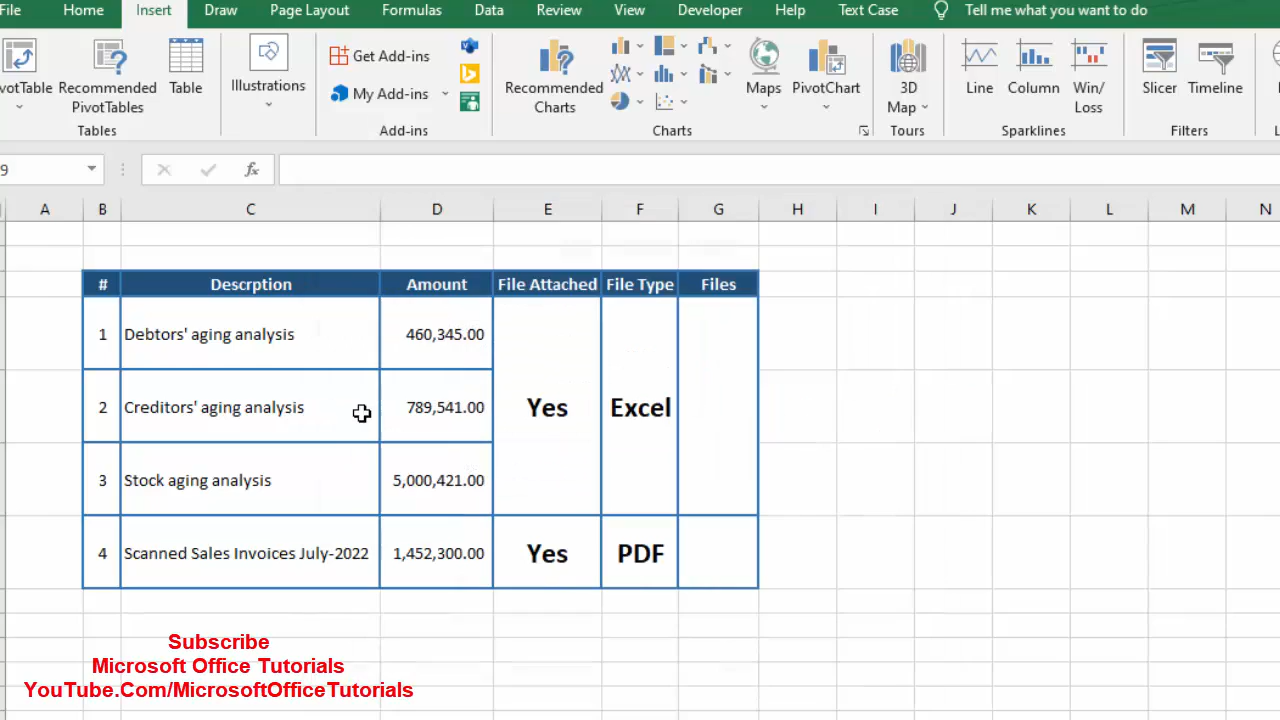 File Home Insert Draw Page Layout Formulas Data Review View Developer Help Text Case Tell me what you want to do
Recommended PivotTables
Table
Illustrations
Get Add-ins
My Add-ins
Recommended Charts
Maps
PivotChart
3D Map
Line
Column
Win/ Loss
Slicer
Timeline
Tables Add-ins Charts Tours Sparklines Filters
9 fx
A B C D E F G H I J K L M N
# Descrption Amount File Attached File Type Files
1 Debtors' aging analysis 460,345.00
2 Creditors' aging analysis 789,541.00 Yes Excel
3 Stock aging analysis 5,000,421.00
4 Scanned Sales Invoices July-2022 1,452,300.00 Yes PDF
Subscribe
Microsoft Office Tutorials
YouTube.Com/MicrosoftOfficeTutorials